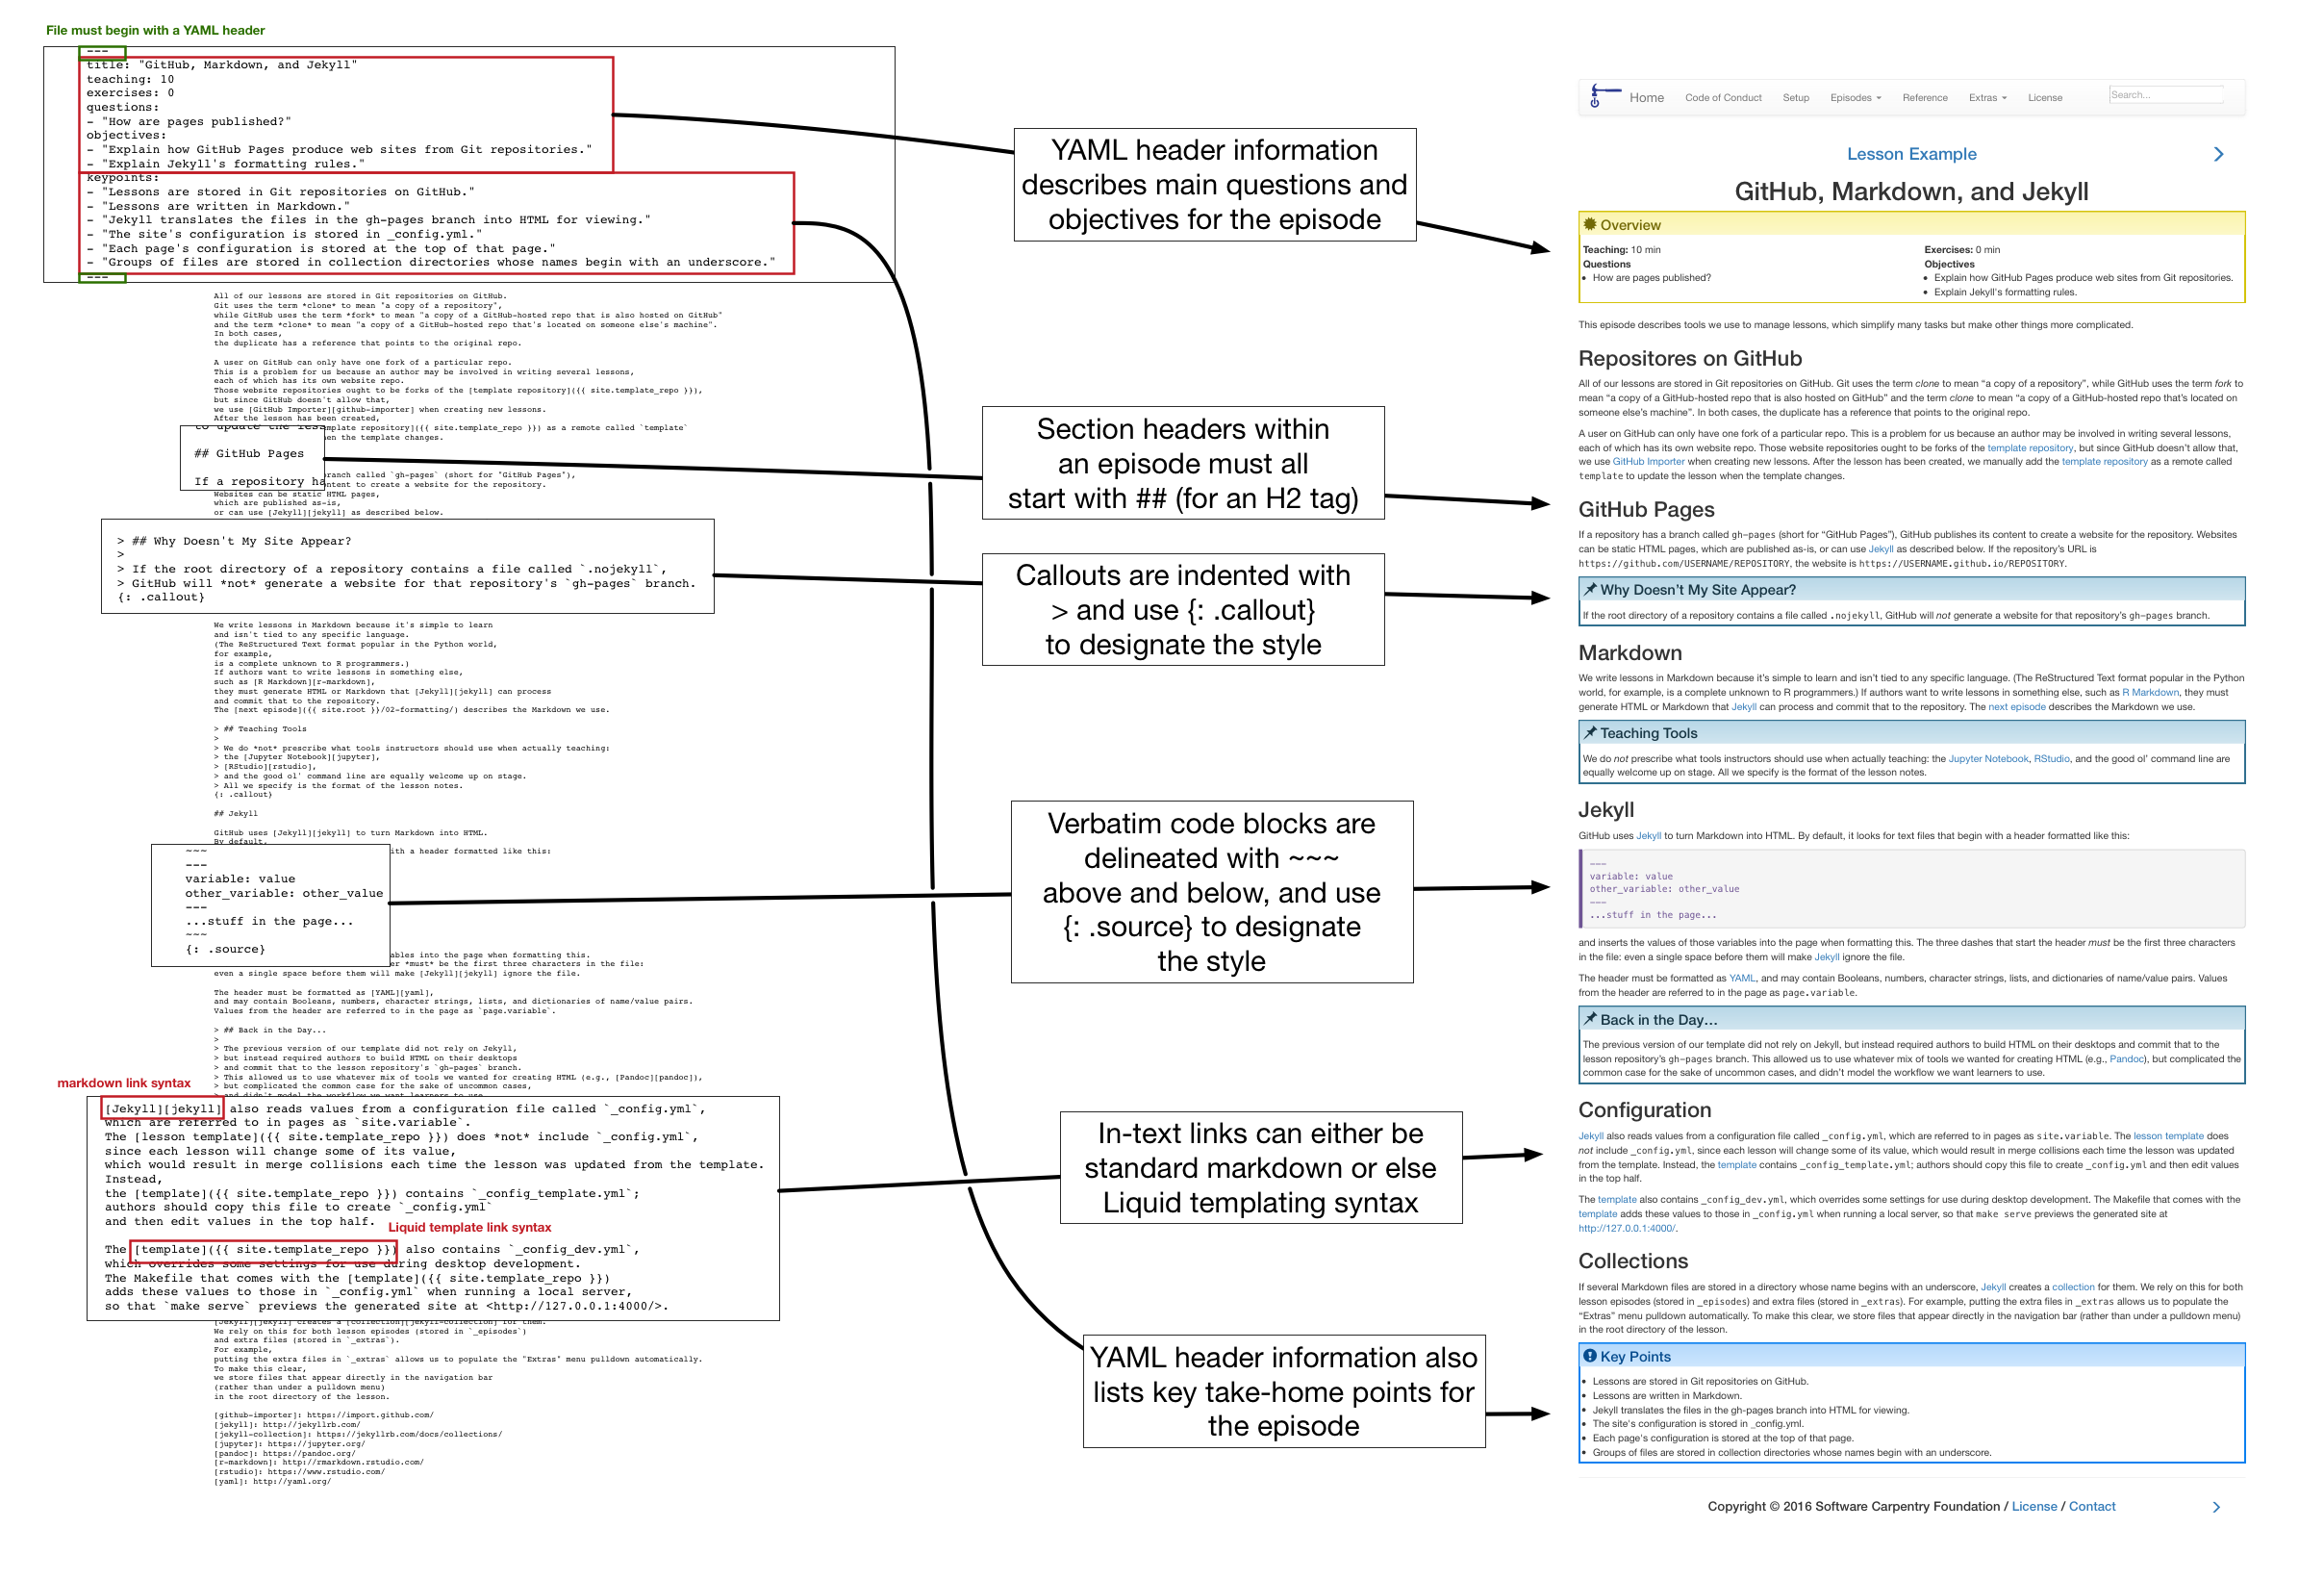 File must begin with a YAML header
---
title: "GitHub, Markdown, and Jekyll"
teaching: 10
exercises: 0
questions:
- "How are pages published?"
objectives:
- "Explain how GitHub Pages produce web sites from Git repositories."
- "Explain Jekyll's formatting rules."
keypoints:
- "Lessons are stored in Git repositories on GitHub."
- "Lessons are written in Markdown."
- "Jekyll translates the files in the gh-pages branch into HTML for viewing."
- "The site's configuration is stored in _config.yml."
- "Each page's configuration is stored at the top of that page."
- "Groups of files are stored in collection directories whose names begin with an underscore."
---
All of our lessons are stored in Git repositories on GitHub.
Git uses the term *clone* to mean "a copy of a repository",
while GitHub uses the term *fork* to mean "a copy of a GitHub-hosted repo that is also hosted on GitHub"
and the term *clone* to mean "a copy of a GitHub-hosted repo that's located on someone else's machine".
In both cases,
the duplicate has a reference that points to the original repo.
A user on GitHub can only have one fork of a particular repo.
This is a problem for us because an author may be involved in writing several lessons,
each of which has its own website repo.
Those website repositories ought to be forks of the [template repository]({{ site.template_repo }}),
but since GitHub doesn't allow that,
we use [GitHub Importer][github-importer] when creating new lessons.
After the lesson has been created,
mplate repository]({{ site.template_repo }}) as a remote called `template`
to update the les
en the template changes.
## GitHub Pages
If a repository ha
ranch called `gh-pages` (short for "GitHub Pages"),
tent to create a website for the repository.
Websites can be static HTML pages,
which are published as-is,
or can use [Jekyll][jekyll] as described below.
> ## Why Doesn't My Site Appear?
>
> If the root directory of a repository contains a file called `.nojekyll`,
> GitHub will *not* generate a website for that repository's `gh-pages` branch.
{: .callout}
We write lessons in Markdown because it's simple to learn
and isn't tied to any specific language.
(The ReStructured Text format popular in the Python world,
for example,
is a complete unknown to R programmers.)
If authors want to write lessons in something else,
such as [R Markdown][r-markdown],
they must generate HTML or Markdown that [Jekyll][jekyll] can process
and commit that to the repository.
The [next episode]({{ site.root }}/02-formatting/) describes the Markdown we use.
> ## Teaching Tools
>
> We do *not* prescribe what tools instructors should use when actually teaching:
> the [Jupyter Notebook][jupyter],
> [RStudio][rstudio],
> and the good ol' command line are equally welcome up on stage.
> All we specify is the format of the lesson notes.
{: .callout}
## Jekyll
GitHub uses [Jekyll][jekyll] to turn Markdown into HTML.
By default,
ith a header formatted like this:
~~~
---
variable: value
other_variable: other_value
---
...stuff in the page...
~~~
{: .source}
ables into the page when formatting this.
er *must* be the first three characters in the file:
even a single space before them will make [Jekyll][jekyll] ignore the file.
The header must be formatted as [YAML][yaml],
and may contain Booleans, numbers, character strings, lists, and dictionaries of name/value pairs.
Values from the header are referred to in the page as `page.variable`.
> ## Back in the Day...
>
> The previous version of our template did not rely on Jekyll,
> but instead required authors to build HTML on their desktops
> and commit that to the lesson repository's `gh-pages` branch.
> This allowed us to use whatever mix of tools we wanted for creating HTML (e.g., [Pandoc][pandoc]),
> but complicated the common case for the sake of uncommon cases,
> and didn't model the workflow we want learners to use.
markdown link syntax
[Jekyll][jekyll] also reads values from a configuration file called `_config.yml`,
which are referred to in pages as `site.variable`.
The [lesson template]({{ site.template_repo }}) does *not* include `_config.yml`,
since each lesson will change some of its value,
which would result in merge collisions each time the lesson was updated from the template.
Instead,
the [template]({{ site.template_repo }}) contains `_config_template.yml`;
authors should copy this file to create `_config.yml`
and then edit values in the top half.
Liquid template link syntax
The [template]({{ site.template_repo }}) also contains `_config_dev.yml`,
which overrides some settings for use during desktop development.
The Makefile that comes with the [template]({{ site.template_repo }})
adds these values to those in `_config.yml` when running a local server,
so that `make serve` previews the generated site at <http://127.0.0.1:4000/>.
[Jekyll][jekyll] creates a [collection][jekyll-collection] for them.
We rely on this for both lesson episodes (stored in `_episodes`)
and extra files (stored in `_extras`).
For example,
putting the extra files in `_extras` allows us to populate the "Extras" menu pulldown automatically.
To make this clear,
we store files that appear directly in the navigation bar
(rather than under a pulldown menu)
in the root directory of the lesson.
[github-importer]: https://import.github.com/
[jekyll]: http://jekyllrb.com/
[jekyll-collection]: https://jekyllrb.com/docs/collections/
[jupyter]: https://jupyter.org/
[pandoc]: https://pandoc.org/
[r-markdown]: http://rmarkdown.rstudio.com/
[rstudio]: https://www.rstudio.com/
[yaml]: http://yaml.org/
YAML header information
describes main questions and
objectives for the episode
Section headers within
an episode must all
start with ## (for an H2 tag)
Callouts are indented with
> and use {: .callout}
to designate the style
Verbatim code blocks are
delineated with ~~~
above and below, and use
{: .source} to designate
the style
In-text links can either be
standard markdown or else
Liquid templating syntax
YAML header information also
lists key take-home points for
the episode
Home Code of Conduct Setup Episodes Reference Extras License Search...
Lesson Example
GitHub, Markdown, and Jekyll
Overview
Teaching: 10 min
Questions
How are pages published?
Exercises: 0 min
Objectives
Explain how GitHub Pages produce web sites from Git repositories.
Explain Jekyll's formatting rules.
This episode describes tools we use to manage lessons, which simplify many tasks but make other things more complicated.
Repositores on GitHub
All of our lessons are stored in Git repositories on GitHub. Git uses the term clone to mean “a copy of a repository”, while GitHub uses the term fork to
mean “a copy of a GitHub-hosted repo that is also hosted on GitHub” and the term clone to mean “a copy of a GitHub-hosted repo that’s located on
someone else’s machine”. In both cases, the duplicate has a reference that points to the original repo.
A user on GitHub can only have one fork of a particular repo. This is a problem for us because an author may be involved in writing several lessons,
each of which has its own website repo. Those website repositories ought to be forks of the template repository, but since GitHub doesn’t allow that,
we use GitHub Importer when creating new lessons. After the lesson has been created, we manually add the template repository as a remote called
template to update the lesson when the template changes.
GitHub Pages
If a repository has a branch called gh-pages (short for “GitHub Pages”), GitHub publishes its content to create a website for the repository. Websites
can be static HTML pages, which are published as-is, or can use Jekyll as described below. If the repository’s URL is
https://github.com/USERNAME/REPOSITORY, the website is https://USERNAME.github.io/REPOSITORY.
Why Doesn’t My Site Appear?
If the root directory of a repository contains a file called .nojekyll, GitHub will not generate a website for that repository’s gh-pages branch.
Markdown
We write lessons in Markdown because it’s simple to learn and isn’t tied to any specific language. (The ReStructured Text format popular in the Python
world, for example, is a complete unknown to R programmers.) If authors want to write lessons in something else, such as R Markdown, they must
generate HTML or Markdown that Jekyll can process and commit that to the repository. The next episode describes the Markdown we use.
Teaching Tools
We do not prescribe what tools instructors should use when actually teaching: the Jupyter Notebook, RStudio, and the good ol’ command line are
equally welcome up on stage. All we specify is the format of the lesson notes.
Jekyll
GitHub uses Jekyll to turn Markdown into HTML. By default, it looks for text files that begin with a header formatted like this:
---
variable: value
other_variable: other_value
---
...stuff in the page...
and inserts the values of those variables into the page when formatting this. The three dashes that start the header must be the first three characters
in the file: even a single space before them will make Jekyll ignore the file.
The header must be formatted as YAML, and may contain Booleans, numbers, character strings, lists, and dictionaries of name/value pairs. Values
from the header are referred to in the page as page.variable.
Back in the Day…
The previous version of our template did not rely on Jekyll, but instead required authors to build HTML on their desktops and commit that to the
lesson repository’s gh-pages branch. This allowed us to use whatever mix of tools we wanted for creating HTML (e.g., Pandoc), but complicated the
common case for the sake of uncommon cases, and didn’t model the workflow we want learners to use.
Configuration
Jekyll also reads values from a configuration file called _config.yml, which are referred to in pages as site.variable. The lesson template does
not include _config.yml, since each lesson will change some of its value, which would result in merge collisions each time the lesson was updated
from the template. Instead, the template contains _config_template.yml; authors should copy this file to create _config.yml and then edit values
in the top half.
The template also contains _config_dev.yml, which overrides some settings for use during desktop development. The Makefile that comes with the
template adds these values to those in _config.yml when running a local server, so that make serve previews the generated site at
http://127.0.0.1:4000/.
Collections
If several Markdown files are stored in a directory whose name begins with an underscore, Jekyll creates a collection for them. We rely on this for both
lesson episodes (stored in _episodes) and extra files (stored in _extras). For example, putting the extra files in _extras allows us to populate the
“Extras” menu pulldown automatically. To make this clear, we store files that appear directly in the navigation bar (rather than under a pulldown menu)
in the root directory of the lesson.
Key Points
Lessons are stored in Git repositories on GitHub.
Lessons are written in Markdown.
Jekyll translates the files in the gh-pages branch into HTML for viewing.
The site's configuration is stored in _config.yml.
Each page's configuration is stored at the top of that page.
Groups of files are stored in collection directories whose names begin with an underscore.
Copyright © 2016 Software Carpentry Foundation / License / Contact